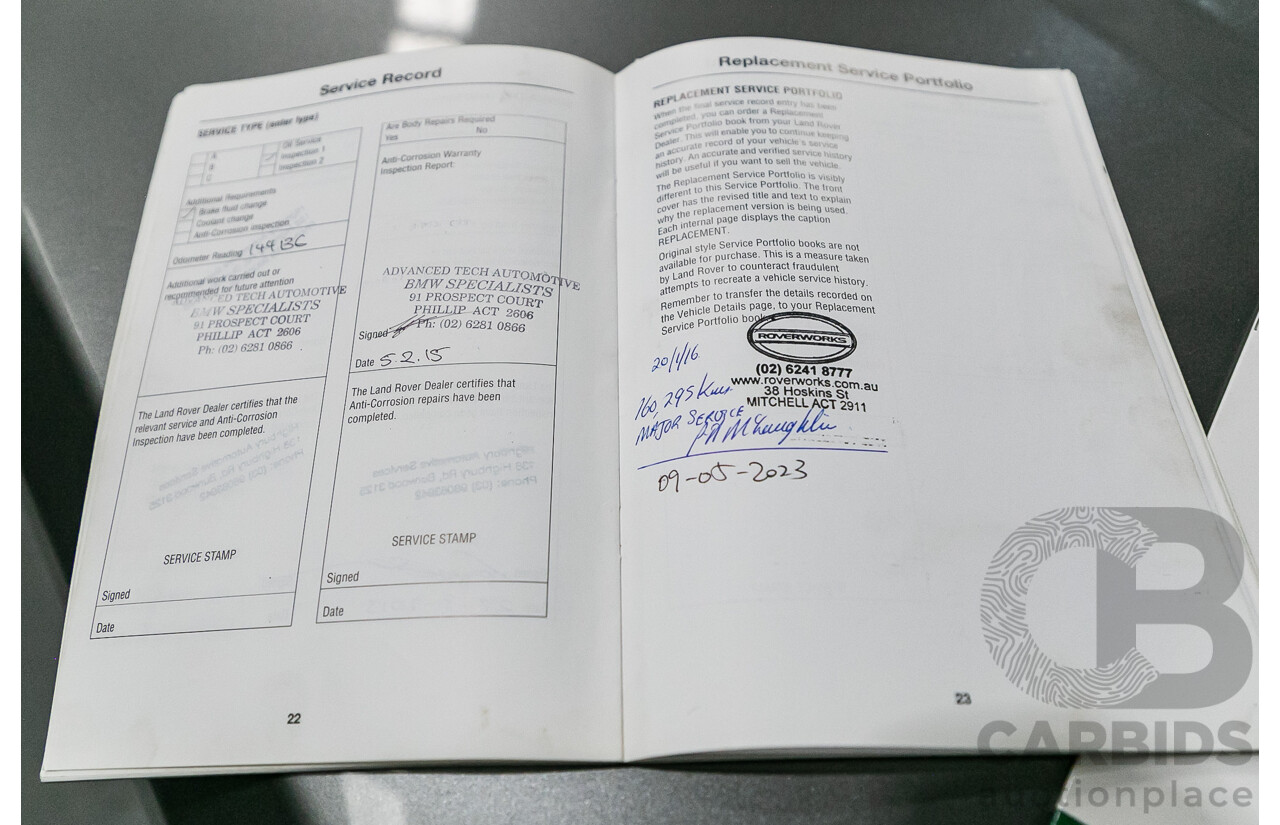 Service Record
SERVICE TYPE (enter type)
A
B
C
Oil Service
Inspection 1
Inspection 2
Additional Requirements
Brake fluid change
Coolant change
Anti-Corrosion inspection
Odometer Reading 149136
Additional work carried out or
recommended for future attention
ADVANCED TECH AUTOMOTIVE
BMW SPECIALISTS
91 PROSPECT COURT
PHILLIP ACT 2606
Ph: (02) 6281 0866
The Land Rover Dealer certifies that the
relevant service and Anti-Corrosion
Inspection have been completed.
SERVICE STAMP
Signed
Date
Are Body Repairs Required
Yes No
Anti-Corrosion Warranty
Inspection Report:
ADVANCED TECH AUTOMOTIVE
BMW SPECIALISTS
91 PROSPECT COURT
PHILLIP ACT 2606
Signed Ph: (02) 6281 0866
Date 5.2.15
The Land Rover Dealer certifies that
Anti-Corrosion repairs have been
completed.
SERVICE STAMP
Signed
Date
22
Replacement Service Portfolio
REPLACEMENT SERVICE PORTFOLIO
When the final service record entry has been
completed, you can order a Replacement
Service Portfolio book from your Land Rover
Dealer. This will enable you to continue keeping
an accurate record of your vehicle's service
history. An accurate and verified service history
will be useful if you want to sell the vehicle.
The Replacement Service Portfolio is visibly
different to this Service Portfolio. The front
cover has the revised title and text to explain
why the replacement version is being used.
Each internal page displays the caption
REPLACEMENT.
Original style Service Portfolio books are not
available for purchase. This is a measure taken
by Land Rover to counteract fraudulent
attempts to recreate a vehicle service history.
Remember to transfer the details recorded on
the Vehicle Details page, to your Replacement
Service Portfolio book.
ROVERWORKS
(02) 6241 8777
www.roverworks.com.au
38 Hoskins St
MITCHELL ACT 2911
20/1/16
160,295 Kms
MAJOR SERVICE
P A McLaughlin
09-05-2023
23
CB
CARBIDS
auctionplace